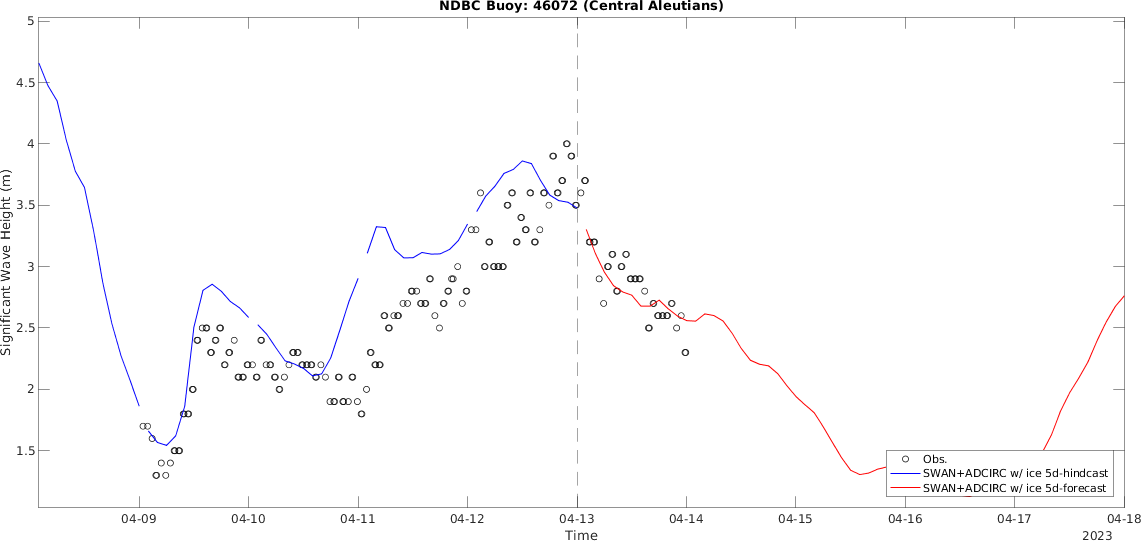 NDBC Buoy: 46072 (Central Aleutians)
5
4.5
4
3.5
3
2.5
2
1.5
Significant Wave Height (m)
Obs.
SWAN+ADCIRC w/ ice 5d-hindcast
SWAN+ADCIRC w/ ice 5d-forecast
04-09 04-10 04-11 04-12 04-13 04-14 04-15 04-16 04-17 04-18
Time
2023